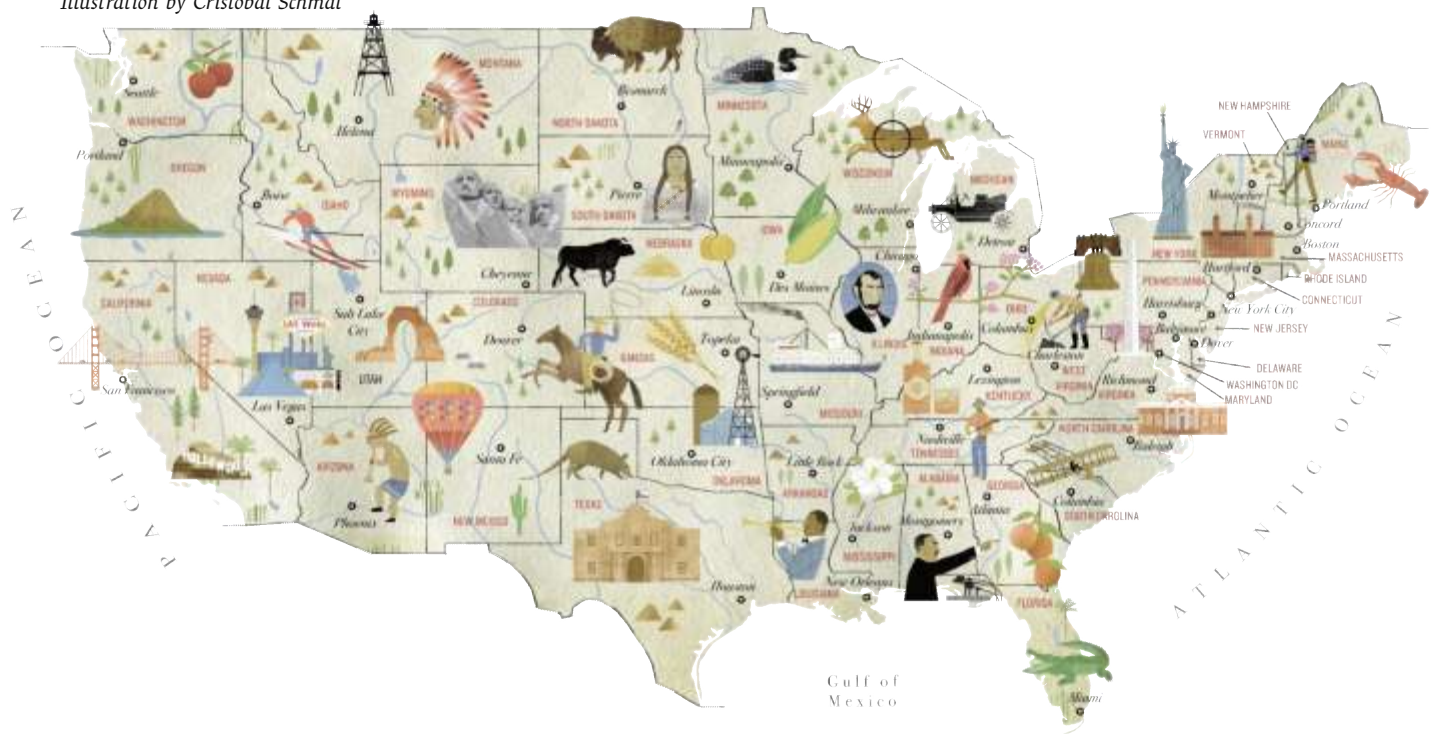 Illustration by Cristóbal Schmal
Seattle
WASHINGTON
Portland
OREGON
Helena
MONTANA
Bismarck
NORTH DAKOTA
MINNESOTA
Minneapolis
Boise
IDAHO
WYOMING
Pierre
SOUTH DAKOTA
WISCONSIN
Milwaukee
MICHIGAN
Detroit
NEW HAMPSHIRE
VERMONT
MAINE
Montpelier
Portland
Concord
Boston
MASSACHUSETTS
NEW YORK
Hartford
RHODE ISLAND
CONNECTICUT
New York City
PENNSYLVANIA
Harrisburg
NEW JERSEY
Baltimore
Dover
DELAWARE
WASHINGTON DC
MARYLAND
CALIFORNIA
NEVADA
San Francisco
LAS VEGAS
Las Vegas
Salt Lake
City
UTAH
Cheyenne
COLORADO
Denver
NEBRASKA
Lincoln
IOWA
Des Moines
Chicago
ILLINOIS
Indianapolis
INDIANA
OHIO
Columbus
Charleston
WEST
VIRGINIA
Richmond
VIRGINIA
KANSAS
Topeka
Springfield
MISSOURI
Lexington
KENTUCKY
Nashville
TENNESSEE
NORTH CAROLINA
Raleigh
ARIZONA
Phoenix
Santa Fe
NEW MEXICO
Oklahoma City
OKLAHOMA
TEXAS
Houston
Little Rock
ARKANSAS
Jackson
MISSISSIPPI
New Orleans
LOUISIANA
ALABAMA
Montgomery
GEORGIA
Atlanta
Columbia
SOUTH CAROLINA
FLORIDA
Miami
PACIFIC OCEAN
ATLANTIC OCEAN
Gulf of
Mexico